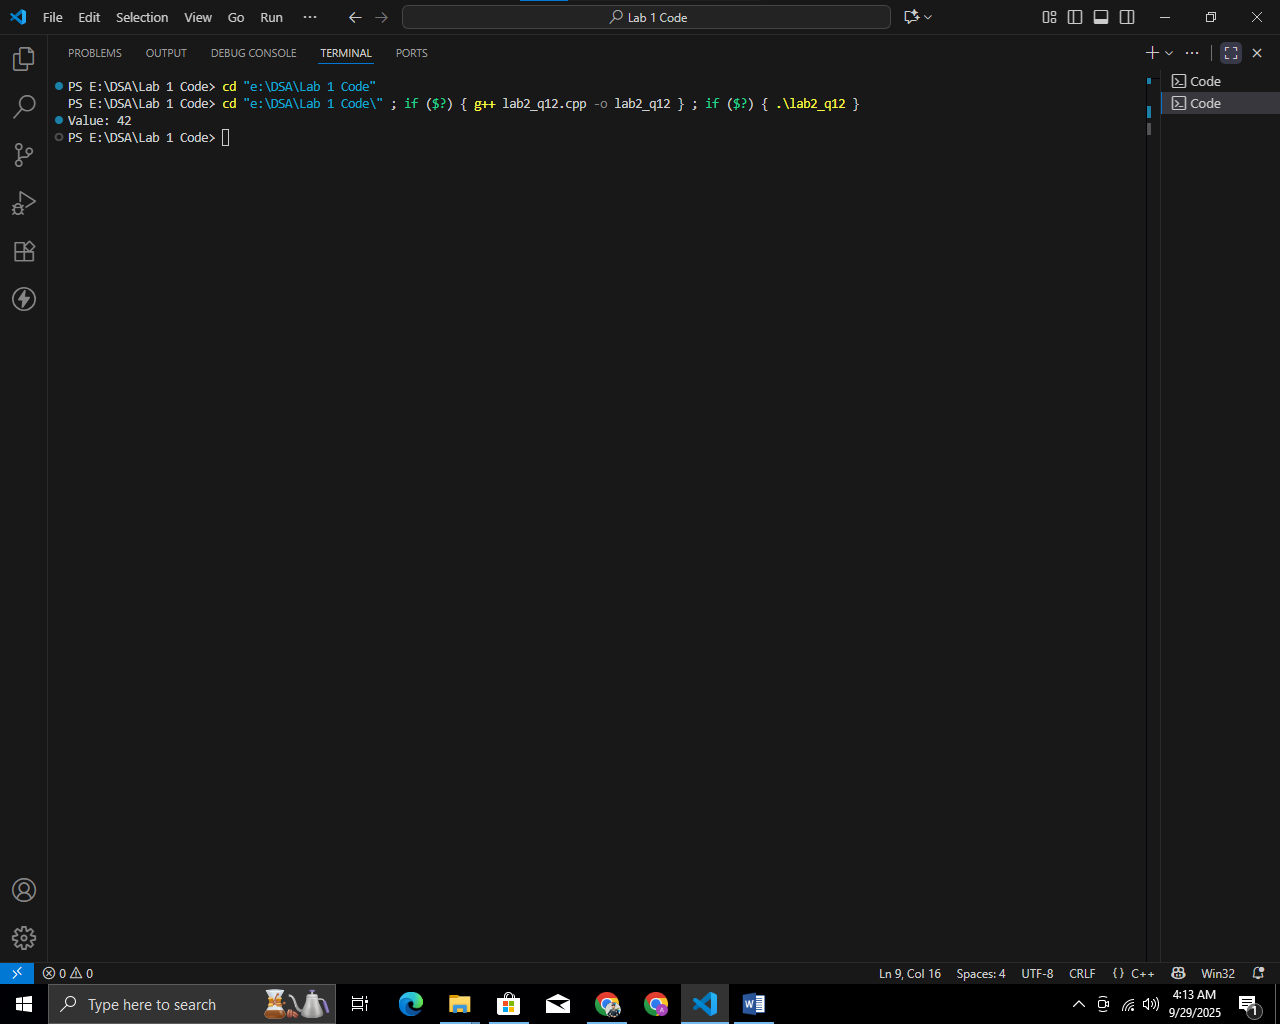 File Edit Selection View Go Run ··· Lab 1 Code
PROBLEMS OUTPUT DEBUG CONSOLE TERMINAL PORTS
PS E:\DSA\Lab 1 Code> cd "e:\DSA\Lab 1 Code"
PS E:\DSA\Lab 1 Code> cd "e:\DSA\Lab 1 Code\" ; if ($?) { g++ lab2_q12.cpp -o lab2_q12 } ; if ($?) { .\lab2_q12 }
Value: 42
PS E:\DSA\Lab 1 Code>
Code
Code
0 0 Ln 9, Col 16 Spaces: 4 UTF-8 CRLF {} C++ Win32
Type here to search
4:13 AM
9/29/2025
1